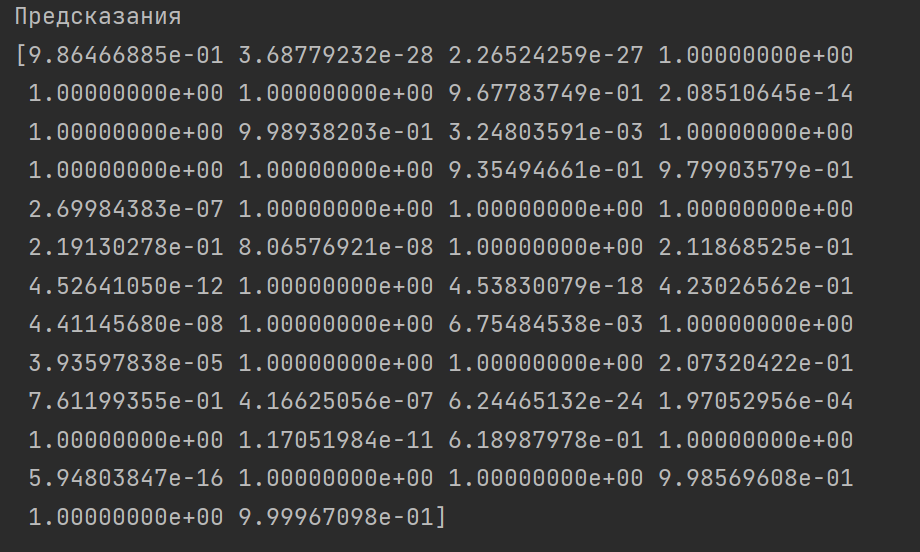 Предсказания
[9.86466885e-01 3.68779232e-28 2.26524259e-27 1.00000000e+00
1.00000000e+00 1.00000000e+00 9.67783749e-01 2.08510645e-14
1.00000000e+00 9.98938203e-01 3.24803591e-03 1.00000000e+00
1.00000000e+00 1.00000000e+00 9.35494661e-01 9.79903579e-01
2.69984383e-07 1.00000000e+00 1.00000000e+00 1.00000000e+00
2.19130278e-01 8.06576921e-08 1.00000000e+00 2.11868525e-01
4.52641050e-12 1.00000000e+00 4.53830079e-18 4.23026562e-01
4.41145680e-08 1.00000000e+00 6.75484538e-03 1.00000000e+00
3.93597838e-05 1.00000000e+00 1.00000000e+00 2.07320422e-01
7.61199355e-01 4.16625056e-07 6.24465132e-24 1.97052956e-04
1.00000000e+00 1.17051984e-11 6.18987978e-01 1.00000000e+00
5.94803847e-16 1.00000000e+00 1.00000000e+00 9.98569608e-01
1.00000000e+00 9.99967098e-01]